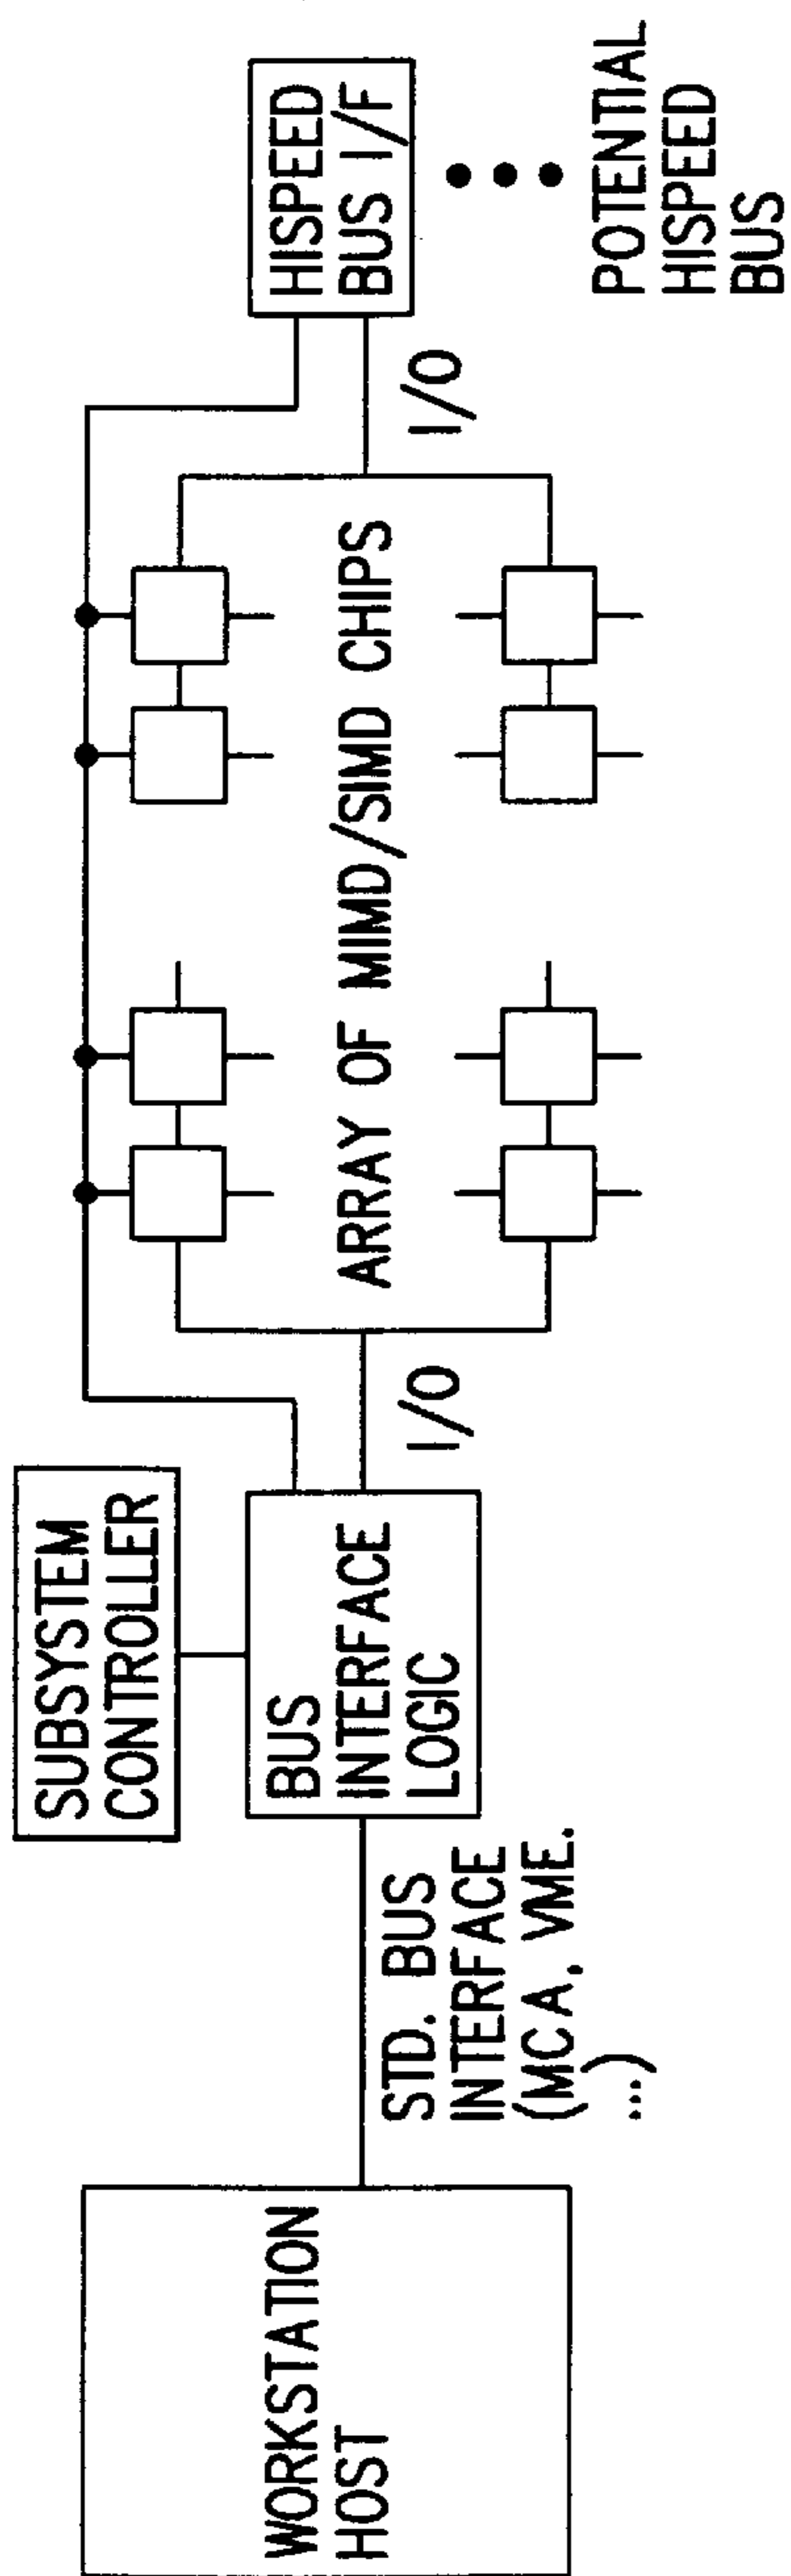 WORKSTATION
HOST
STD. BUS
INTERFACE
(MCA, VME.
...)
SUBSYSTEM
CONTROLLER
BUS
INTERFACE
LOGIC
I/O
ARRAY OF MIMD/SIMD CHIPS
I/O
HISPEED
BUS I/F
POTENTIAL
HISPEED
BUS